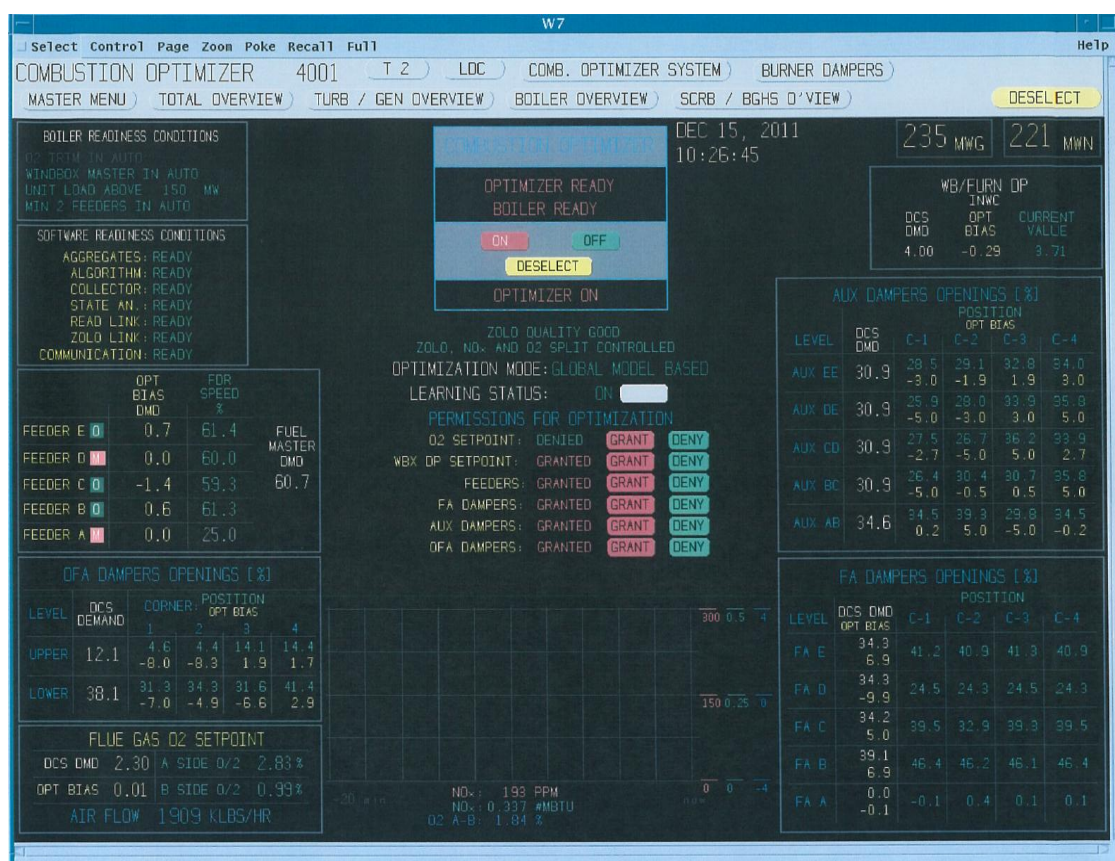 W7
Select Control Page Zoom Poke Recall Full Help
COMBUSTION OPTIMIZER 4001 T 2 LDC COMB. OPTIMIZER SYSTEM BURNER DAMPERS
MASTER MENU TOTAL OVERVIEW TURB / GEN OVERVIEW BOILER OVERVIEW SCRB / BGHS O'VIEW DESELECT
BOILER READINESS CONDITIONS
O2 TRIM IN AUTO
WINDBOX MASTER IN AUTO
UNIT LOAD ABOVE 150 MW
MIN 2 FEEDERS IN AUTO
SOFTWARE READINESS CONDITIONS
AGGREGATES: READY
ALGORITHM: READY
COLLECTOR: READY
STATE AN.: READY
READ LINK: READY
ZOLO LINK: READY
COMMUNICATION: READY
OPT BIAS DMD
FDR SPEED %
FEEDER E O 0.7 61.4
FUEL MASTER DMD
FEEDER D M 0.0 60.0
FEEDER C O -1.4 59.3 60.7
FEEDER B O 0.6 61.3
FEEDER A M 0.0 25.0
OFA DAMPERS OPENINGS [%]
LEVEL DCS DEMAND CORNER: POSITION OPT BIAS
1 2 3 4
UPPER 12.1 4.6 4.4 14.1 14.4
-8.0 -8.3 1.9 1.7
LOWER 38.1 31.3 34.3 31.6 41.4
-7.0 -4.9 -6.6 2.9
FLUE GAS O2 SETPOINT
DCS DMD 2.30 A SIDE O/2 2.83 %
OPT BIAS 0.01 B SIDE O/2 0.99 %
AIR FLOW 1909 KLBS/HR
COMBUSTION OPTIMIZER
OPTIMIZER READY
BOILER READY
ON OFF
DESELECT
OPTIMIZER ON
DEC 15, 2011
10:26:45
ZOLO QUALITY GOOD
ZOLO, NOx AND O2 SPLIT CONTROLLED
OPTIMIZATION MODE: GLOBAL MODEL BASED
LEARNING STATUS: ON
PERMISSIONS FOR OPTIMIZATION
O2 SETPOINT: DENIED GRANT DENY
WBX DP SETPOINT: GRANTED GRANT DENY
FEEDERS: GRANTED GRANT DENY
FA DAMPERS: GRANTED GRANT DENY
AUX DAMPERS: GRANTED GRANT DENY
OFA DAMPERS: GRANTED GRANT DENY
300 0.5 4
150 0.25 0
0 0 -4
-20 min
NOx: 193 PPM
NOx: 0.337 #MBTU
O2 A-B: 1.84 %
235 MWG 221 MWN
WB/FURN DP
INWC
DCS DMD OPT BIAS CURRENT VALUE
4.00 -0.29 3.71
AUX DAMPERS OPENINGS [%]
POSITION
OPT BIAS
LEVEL DCS DMD C-1 C-2 C-3 C-4
AUX EE 30.9 28.5 29.1 32.8 34.0
-3.0 -1.9 1.9 3.0
AUX DE 30.9 25.9 28.0 33.9 35.8
-5.0 -3.0 3.0 5.0
AUX CD 30.9 27.5 26.7 36.2 33.9
-2.7 -5.0 5.0 2.7
AUX BC 30.9 26.4 30.4 30.7 35.8
-5.0 -0.5 0.5 5.0
AUX AB 34.6 34.5 39.3 29.8 34.5
0.2 5.0 -5.0 -0.2
FA DAMPERS OPENINGS [%]
POSITION
LEVEL DCS DMD OPT BIAS C-1 C-2 C-3 C-4
FA E 34.3 6.9 41.2 40.9 41.3 40.9
FA D 34.3 -9.9 24.5 24.3 24.5 24.3
FA C 34.2 5.0 39.5 32.9 39.3 39.5
FA B 39.1 6.9 46.4 46.2 46.1 46.4
FA A 0.0 -0.1 -0.1 0.4 0.1 0.1